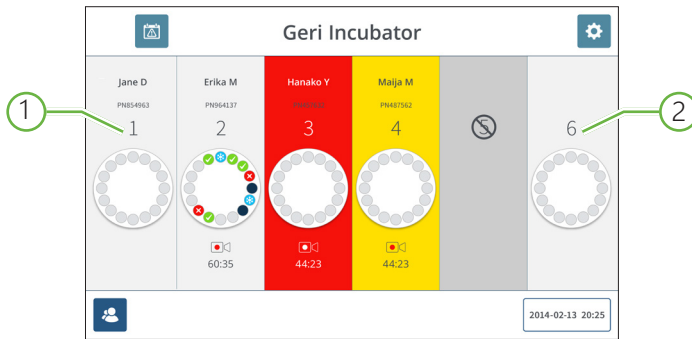 Geri Incubator
Jane D
PN854963
1
1
Erika M
PN964137
2
60:35
Hanako Y
3
44:23
Maija M
PN487562
4
44:23
5
6
2
2014-02-13 20:25